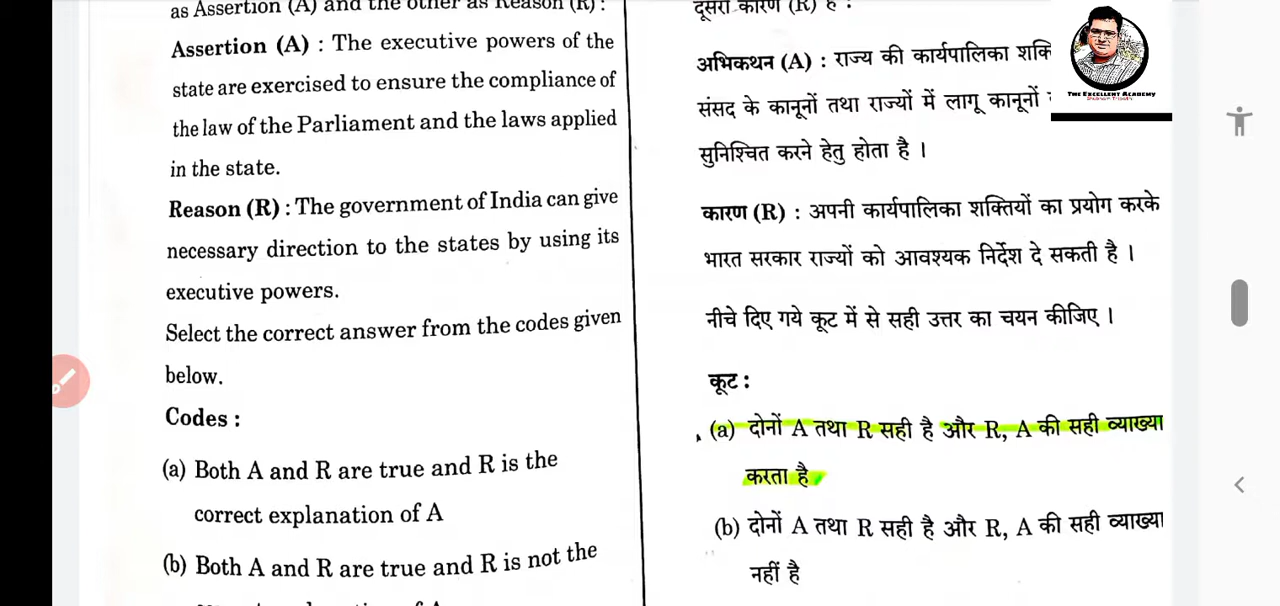 as Assertion (A) and the other as Reason (R) :
Assertion (A) : The executive powers of the
state are exercised to ensure the compliance of
the law of the Parliament and the laws applied
in the state.
Reason (R) : The government of India can give
necessary direction to the states by using its
executive powers.
Select the correct answer from the codes given
below.
Codes :
(a) Both A and R are true and R is the
correct explanation of A
(b) Both A and R are true and R is not the
दूसरा कारण (R) है :
अभिकथन (A) : राज्य की कार्यपालिका शक्ति
संसद के कानूनों तथा राज्यों में लागू कानूनों
सुनिश्चित करने हेतु होता है ।
कारण (R) : अपनी कार्यपालिका शक्तियों का प्रयोग करके
भारत सरकार राज्यों को आवश्यक निर्देश दे सकती है ।
नीचे दिए गये कूट में से सही उत्तर का चयन कीजिए ।
कूट :
(a) दोनों A तथा R सही है और R, A की सही व्याख्या
करता है
(b) दोनों A तथा R सही है और R, A की सही व्याख्या
नहीं है
THE EXCELLENT ACADEMY